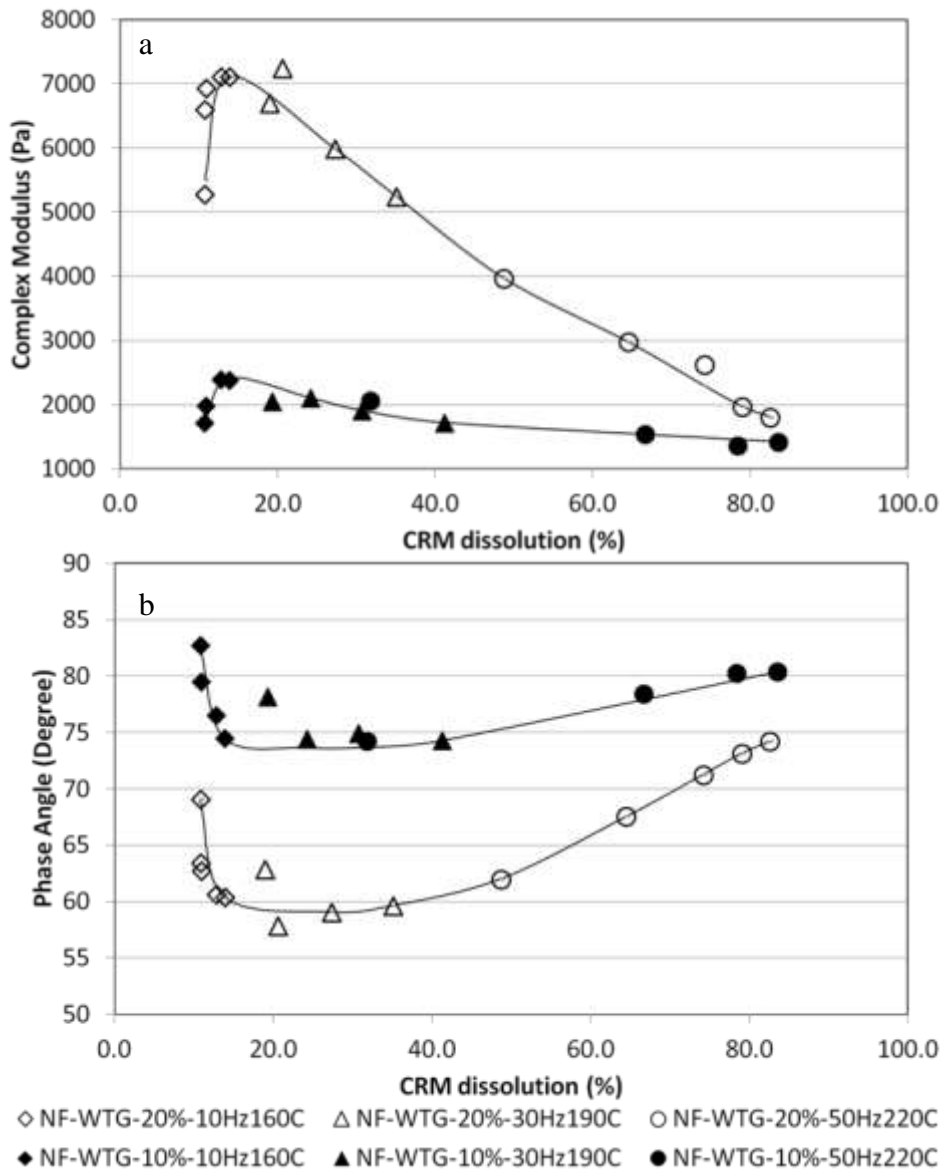 8000
a
7000
6000
5000
4000
3000
2000
1000
Complex Modulus (Pa)
0.0 20.0 40.0 60.0 80.0 100.0
CRM dissolution (%)
90
b
85
80
75
70
65
60
55
50
Phase Angle (Degree)
0.0 20.0 40.0 60.0 80.0 100.0
CRM dissolution (%)
NF-WTG-20%-10Hz160C NF-WTG-20%-30Hz190C NF-WTG-20%-50Hz220C
NF-WTG-10%-10Hz160C NF-WTG-10%-30Hz190C NF-WTG-10%-50Hz220C